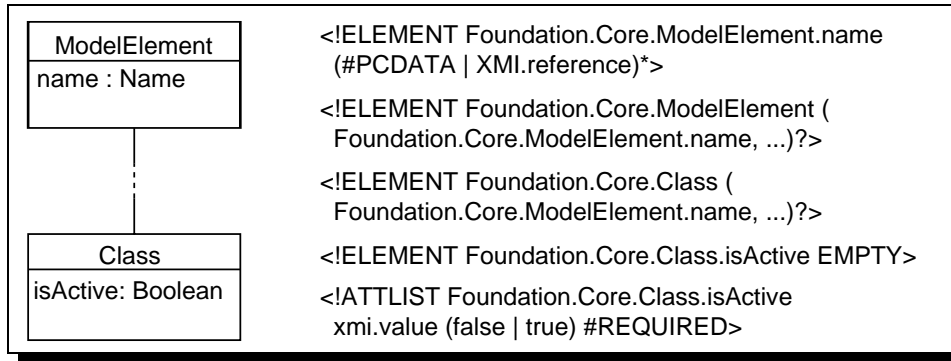 ModelElement
name : Name
Class
isActive: Boolean
<!ELEMENT Foundation.Core.ModelElement.name
(#PCDATA | XMI.reference)*>
<!ELEMENT Foundation.Core.ModelElement (
Foundation.Core.ModelElement.name, ...)?>
<!ELEMENT Foundation.Core.Class (
Foundation.Core.ModelElement.name, ...)?>
<!ELEMENT Foundation.Core.Class.isActive EMPTY>
<!ATTLIST Foundation.Core.Class.isActive
xmi.value (false | true) #REQUIRED>